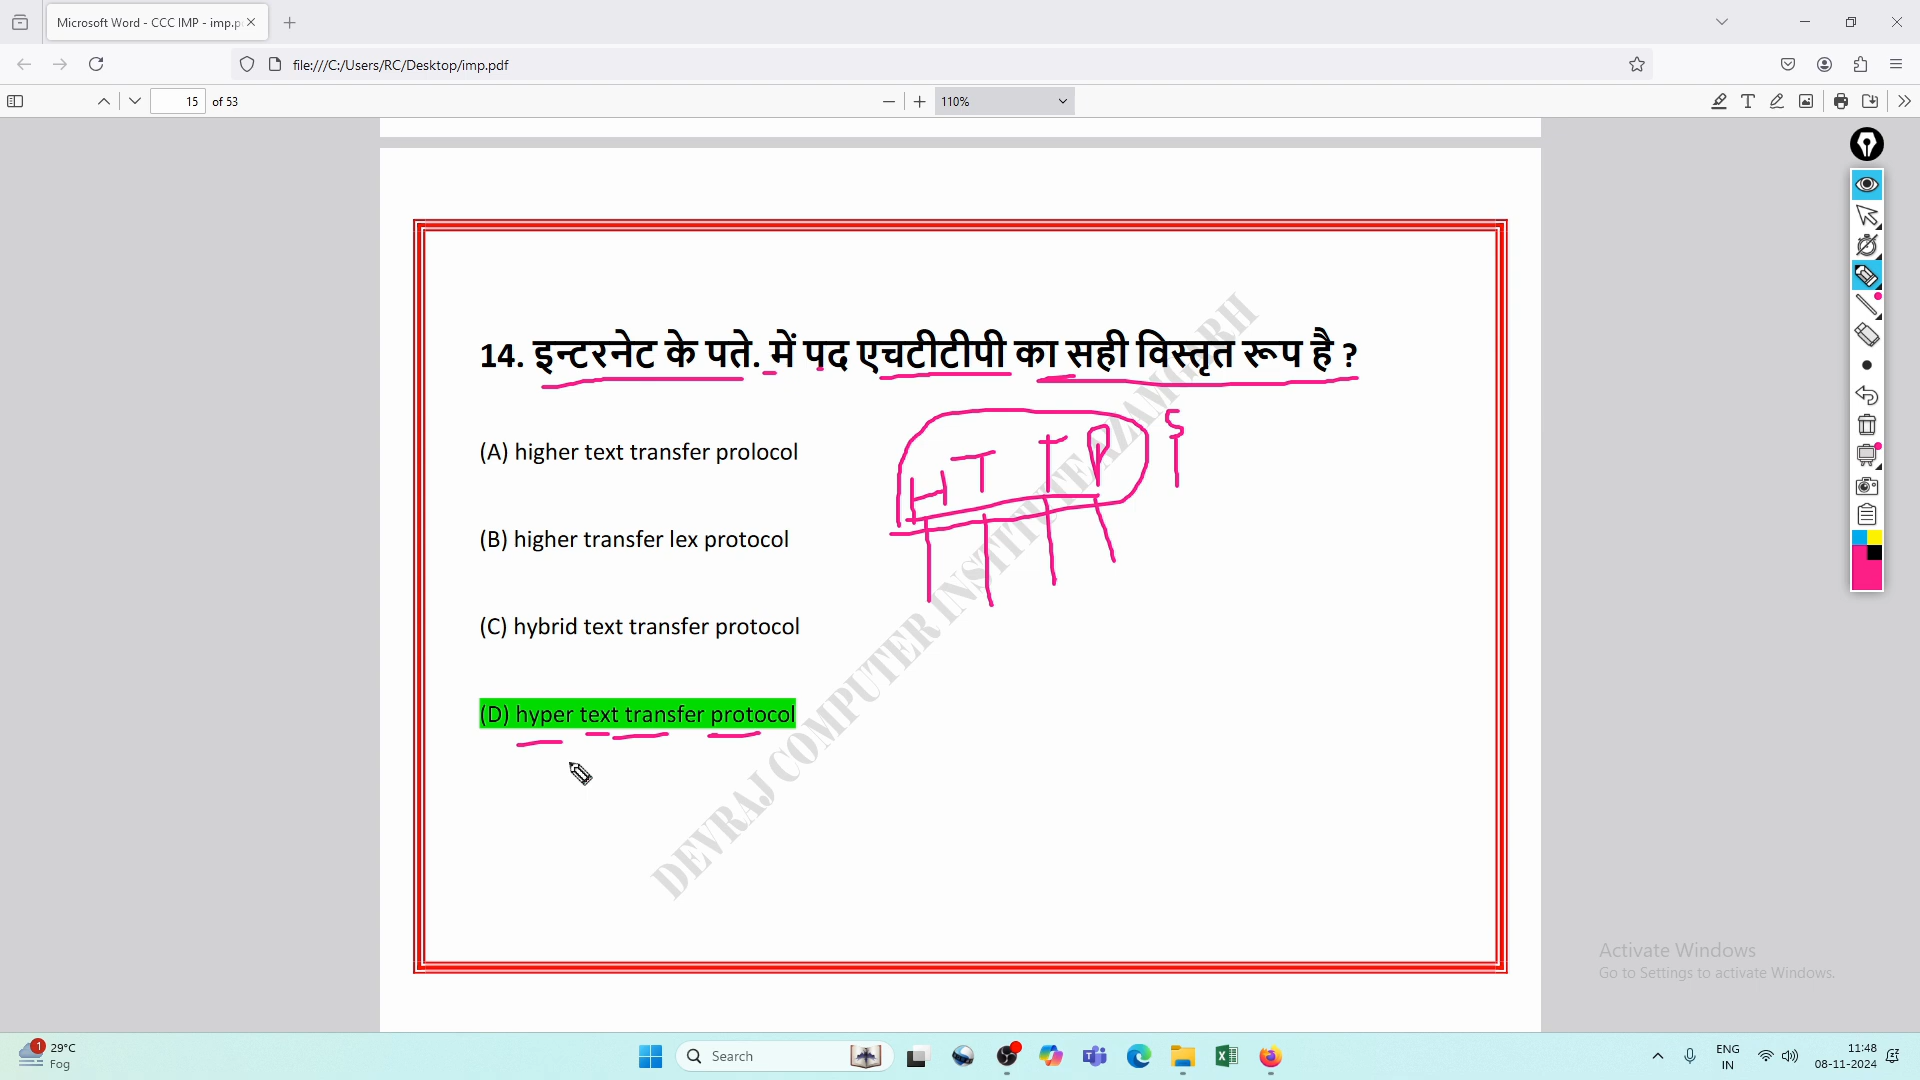 Microsoft Word - CCC IMP - imp.p
file:///C:/Users/RC/Desktop/imp.pdf
15 of 53
110%
14. इन्टरनेट के पते. में पद एचटीटीपी का सही विस्तृत रूप है ?
(A) higher text transfer prolocol
HTTP
(B) higher transfer lex protocol
(C) hybrid text transfer protocol
(D) hyper text transfer protocol
DEVRAJ COMPUTER INSTITUTE AZAMGARH
Activate Windows
Go to Settings to activate Windows.
1
29°C
Fog
Search
ENG
IN
11:48
08-11-2024